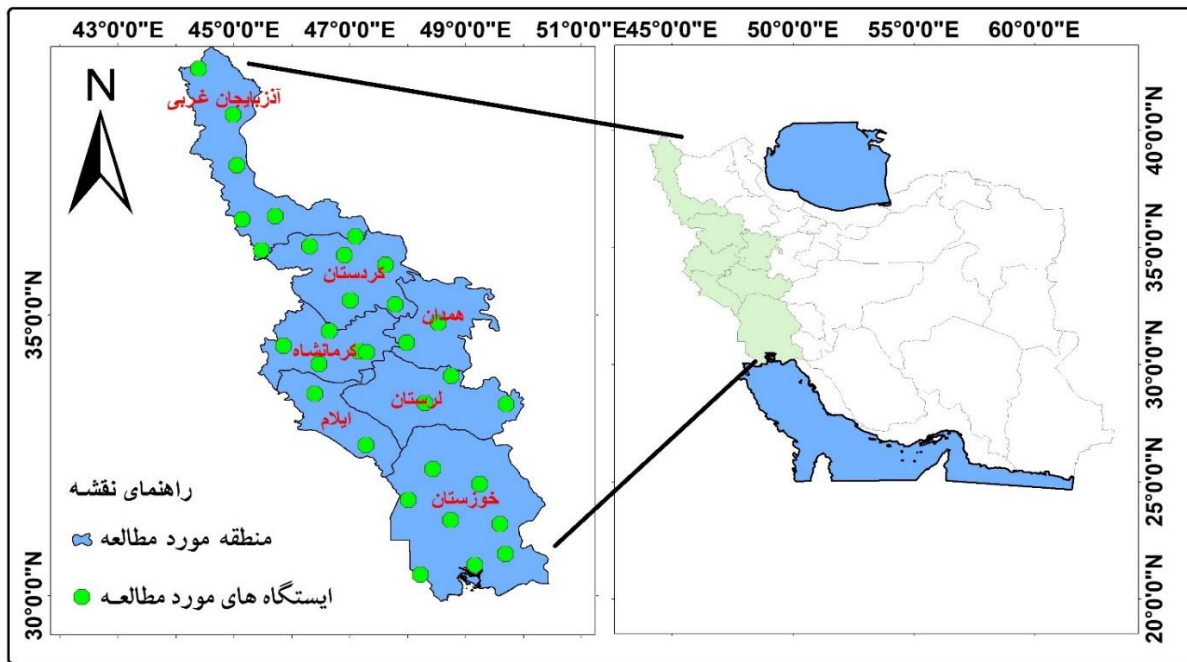 43°0'0"E 45°0'0"E 47°0'0"E 49°0'0"E 51°0'0"E
45°0'0"E 50°0'0"E 55°0'0"E 60°0'0"E
N
آذربایجان غربی
کردستان
همدان
کرمانشاه
لرستان
ایلام
خوزستان
راهنمای نقشه
منطقه مورد مطالعه
ایستگاه های مورد مطالعه
35°0'0"N
30°0'0"N
40°0'0"N
35°0'0"N
30°0'0"N
25°0'0"N
20°0'0"N